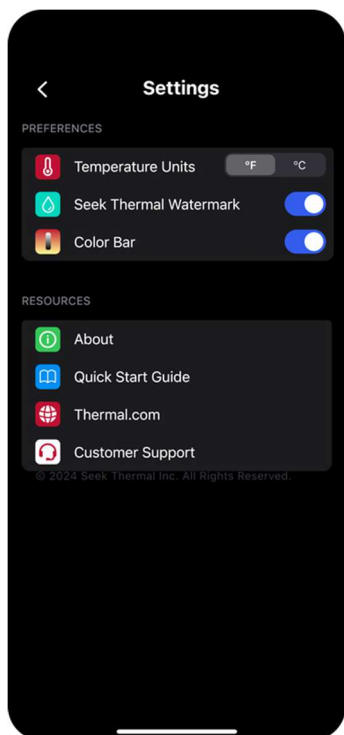 Settings
PREFERENCES
Temperature Units °F °C
Seek Thermal Watermark
Color Bar
RESOURCES
About
Quick Start Guide
Thermal.com
Customer Support
© 2024 Seek Thermal Inc. All Rights Reserved.